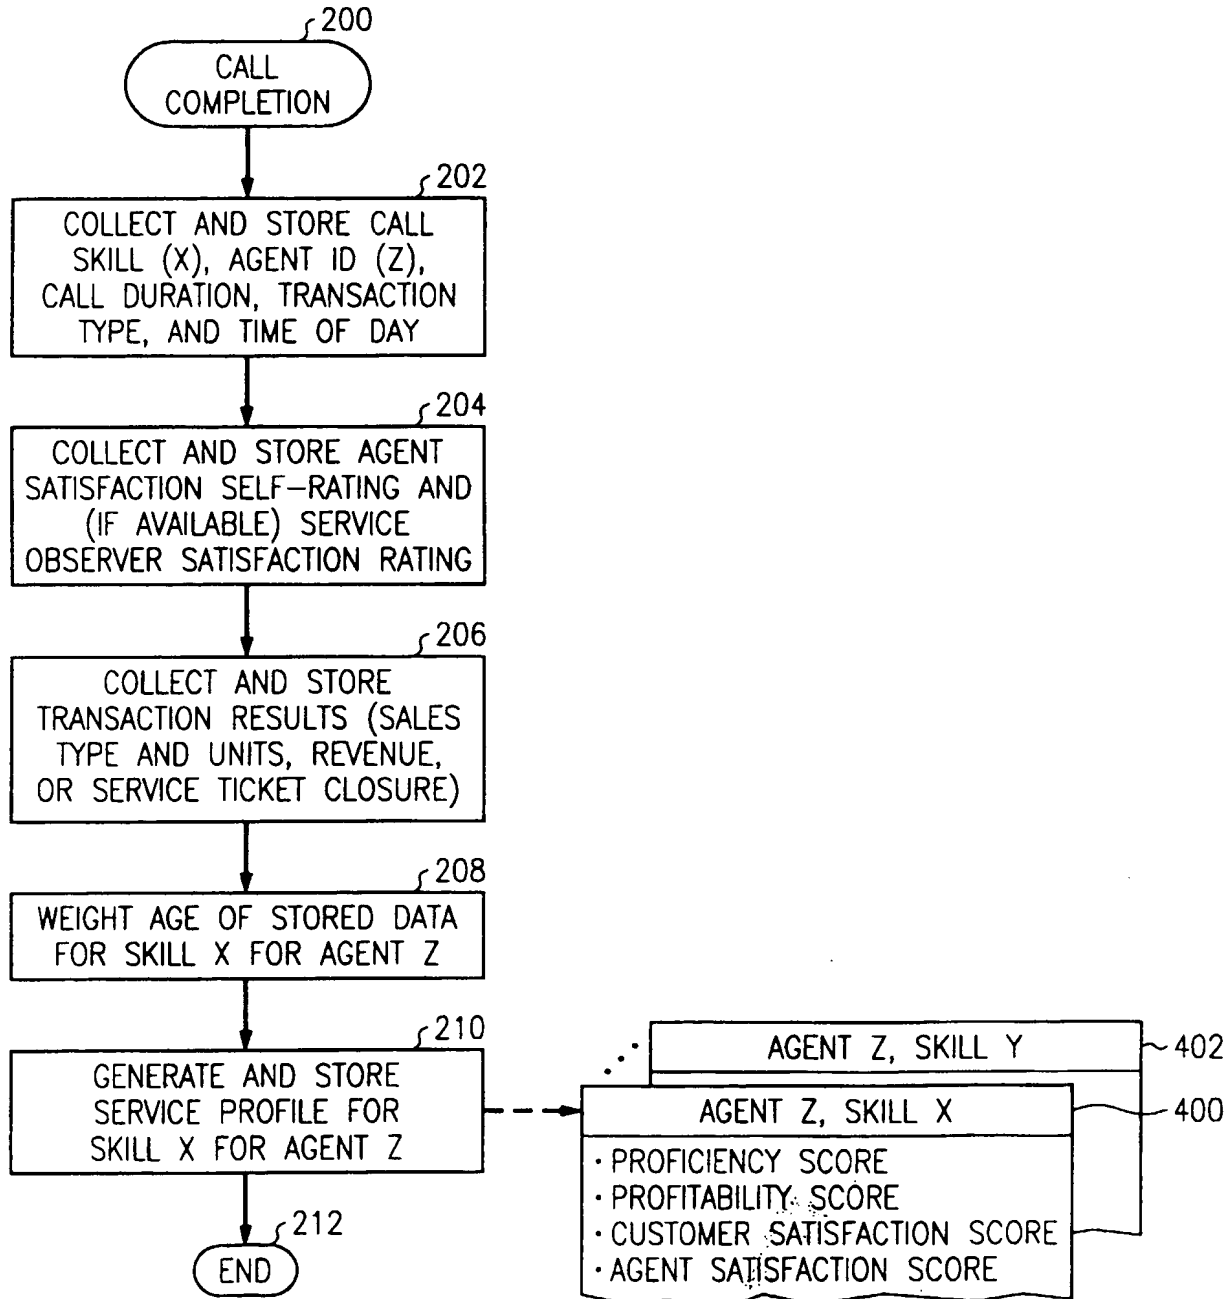 200
CALL
COMPLETION
202
COLLECT AND STORE CALL
SKILL (X), AGENT ID (Z),
CALL DURATION, TRANSACTION
TYPE, AND TIME OF DAY
204
COLLECT AND STORE AGENT
SATISFACTION SELF-RATING AND
(IF AVAILABLE) SERVICE
OBSERVER SATISFACTION RATING
206
COLLECT AND STORE
TRANSACTION RESULTS (SALES
TYPE AND UNITS, REVENUE,
OR SERVICE TICKET CLOSURE)
208
WEIGHT AGE OF STORED DATA
FOR SKILL X FOR AGENT Z
210
GENERATE AND STORE
SERVICE PROFILE FOR
SKILL X FOR AGENT Z
212
END
AGENT Z, SKILL Y
402
AGENT Z, SKILL X
400
· PROFICIENCY SCORE
· PROFITABILITY SCORE
· CUSTOMER SATISFACTION SCORE
· AGENT SATISFACTION SCORE